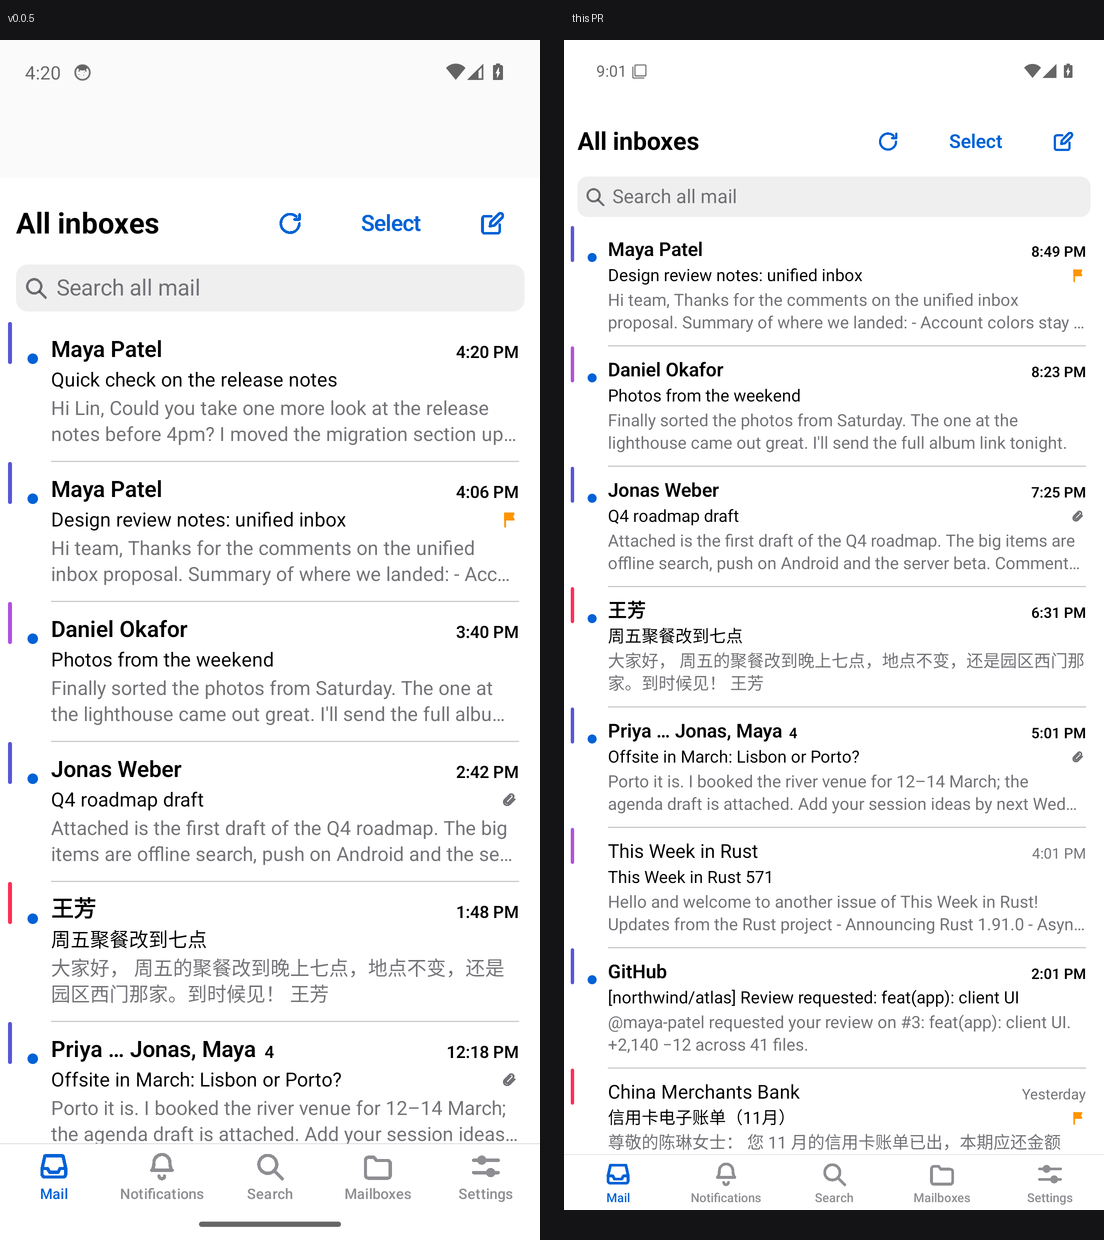 v0.0.5
4:20
All inboxes
Select
Search all mail
Maya Patel
4:20 PM
Quick check on the release notes
Hi Lin, Could you take one more look at the release
notes before 4pm? I moved the migration section up...
Maya Patel
4:06 PM
Design review notes: unified inbox
Hi team, Thanks for the comments on the unified
inbox proposal. Summary of where we landed: - Acc...
Daniel Okafor
3:40 PM
Photos from the weekend
Finally sorted the photos from Saturday. The one at
the lighthouse came out great. I'll send the full albu...
Jonas Weber
2:42 PM
Q4 roadmap draft
Attached is the first draft of the Q4 roadmap. The big
items are offline search, push on Android and the se...
王芳
1:48 PM
周五聚餐改到七点
大家好， 周五的聚餐改到晚上七点，地点不变，还是
园区西门那家。到时候见！ 王芳
Priya ... Jonas, Maya 4
12:18 PM
Offsite in March: Lisbon or Porto?
Porto it is. I booked the river venue for 12–14 March;
the agenda draft is attached. Add your session ideas...
Mail
Notifications
Search
Mailboxes
Settings
this PR
9:01
All inboxes
Select
Search all mail
Maya Patel
8:49 PM
Design review notes: unified inbox
Hi team, Thanks for the comments on the unified inbox
proposal. Summary of where we landed: - Account colors stay ...
Daniel Okafor
8:23 PM
Photos from the weekend
Finally sorted the photos from Saturday. The one at the
lighthouse came out great. I'll send the full album link tonight.
Jonas Weber
7:25 PM
Q4 roadmap draft
Attached is the first draft of the Q4 roadmap. The big items are
offline search, push on Android and the server beta. Comment...
王芳
6:31 PM
周五聚餐改到七点
大家好， 周五的聚餐改到晚上七点，地点不变，还是园区西门那
家。到时候见！ 王芳
Priya ... Jonas, Maya 4
5:01 PM
Offsite in March: Lisbon or Porto?
Porto it is. I booked the river venue for 12–14 March; the
agenda draft is attached. Add your session ideas by next Wed...
This Week in Rust
4:01 PM
This Week in Rust 571
Hello and welcome to another issue of This Week in Rust!
Updates from the Rust project - Announcing Rust 1.91.0 - Asyn...
GitHub
2:01 PM
[northwind/atlas] Review requested: feat(app): client UI
@maya-patel requested your review on #3: feat(app): client UI.
+2,140 −12 across 41 files.
China Merchants Bank
Yesterday
信用卡电子账单（11月）
尊敬的陈琳女士： 您 11 月的信用卡账单已出，本期应还金额
Mail
Notifications
Search
Mailboxes
Settings